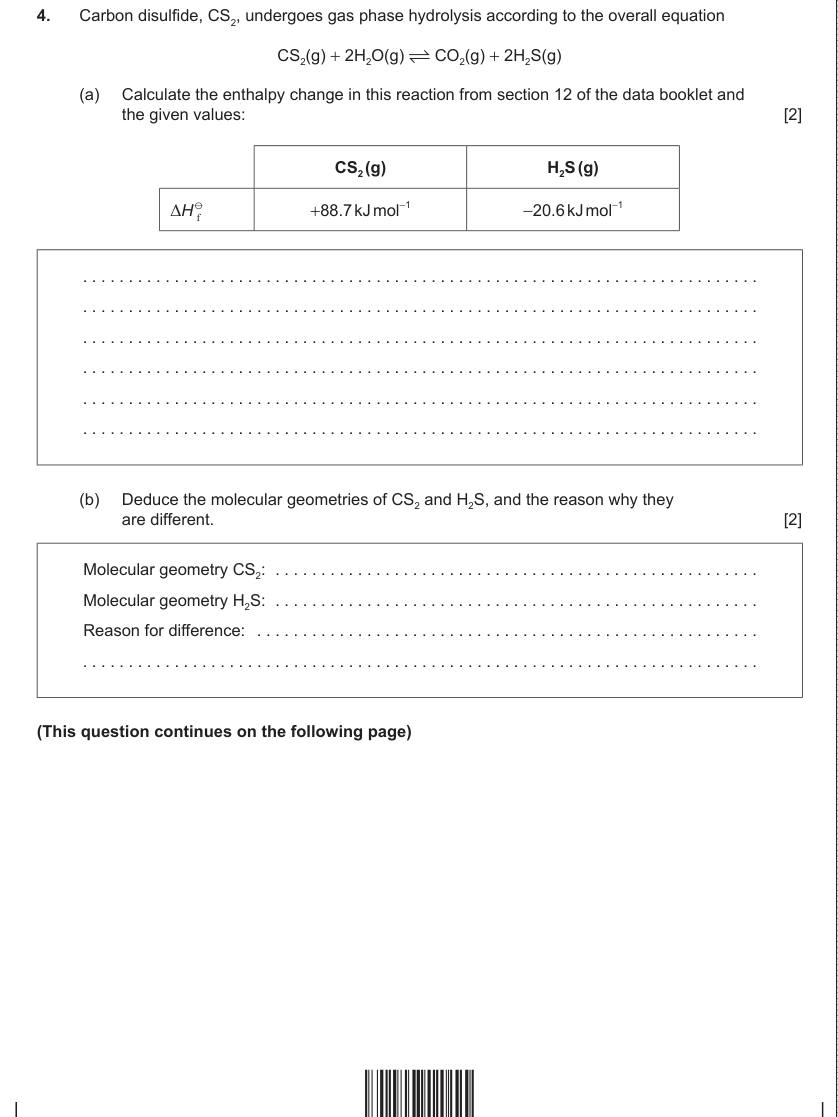 4. Carbon disulfide, CS₂, undergoes gas phase hydrolysis according to the overall equation
CS₂(g) + 2H₂O(g) ⇌ CO₂(g) + 2H₂S(g)
(a) Calculate the enthalpy change in this reaction from section 12 of the data booklet and
the given values: [2]
CS₂(g) H₂S(g)
ΔH f ⊖ +88.7 kJ mol⁻¹ −20.6 kJ mol⁻¹
(b) Deduce the molecular geometries of CS₂ and H₂S, and the reason why they
are different. [2]
Molecular geometry CS₂:
Molecular geometry H₂S:
Reason for difference:
(This question continues on the following page)